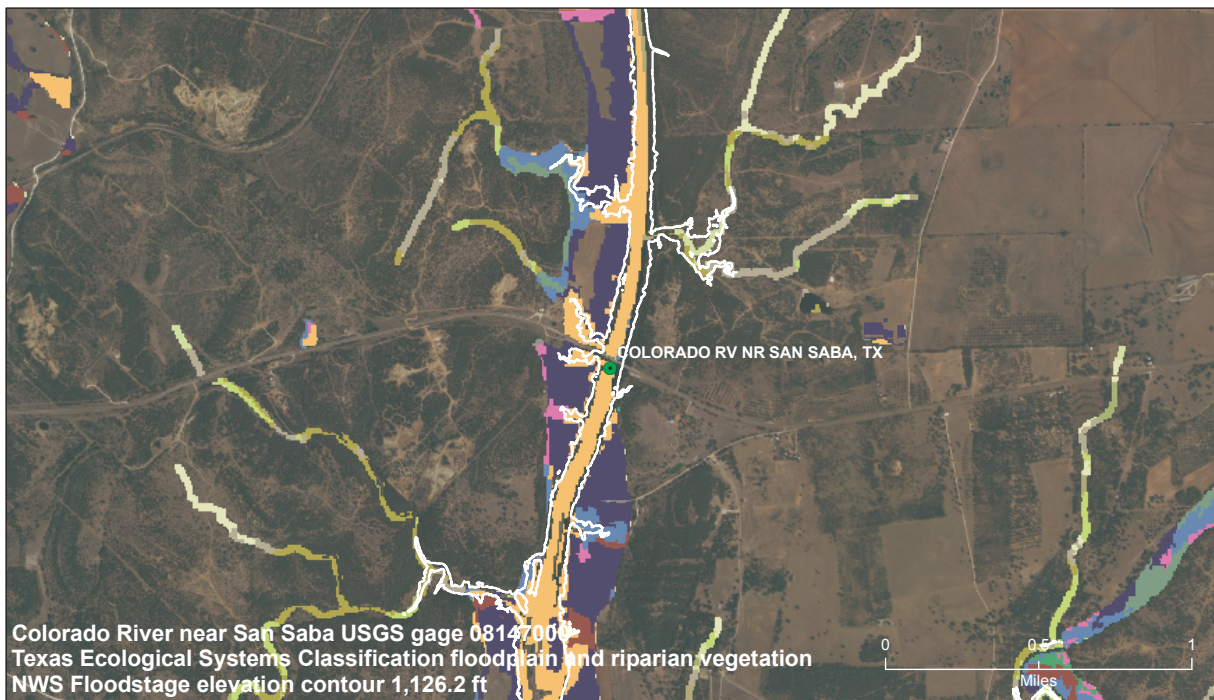 COLORADO RV NR SAN SABA, TX
Colorado River near San Saba USGS gage 08147000
Texas Ecological Systems Classification floodplain and riparian vegetation
NWS Floodstage elevation contour 1,126.2 ft
0 0.5 1
Miles